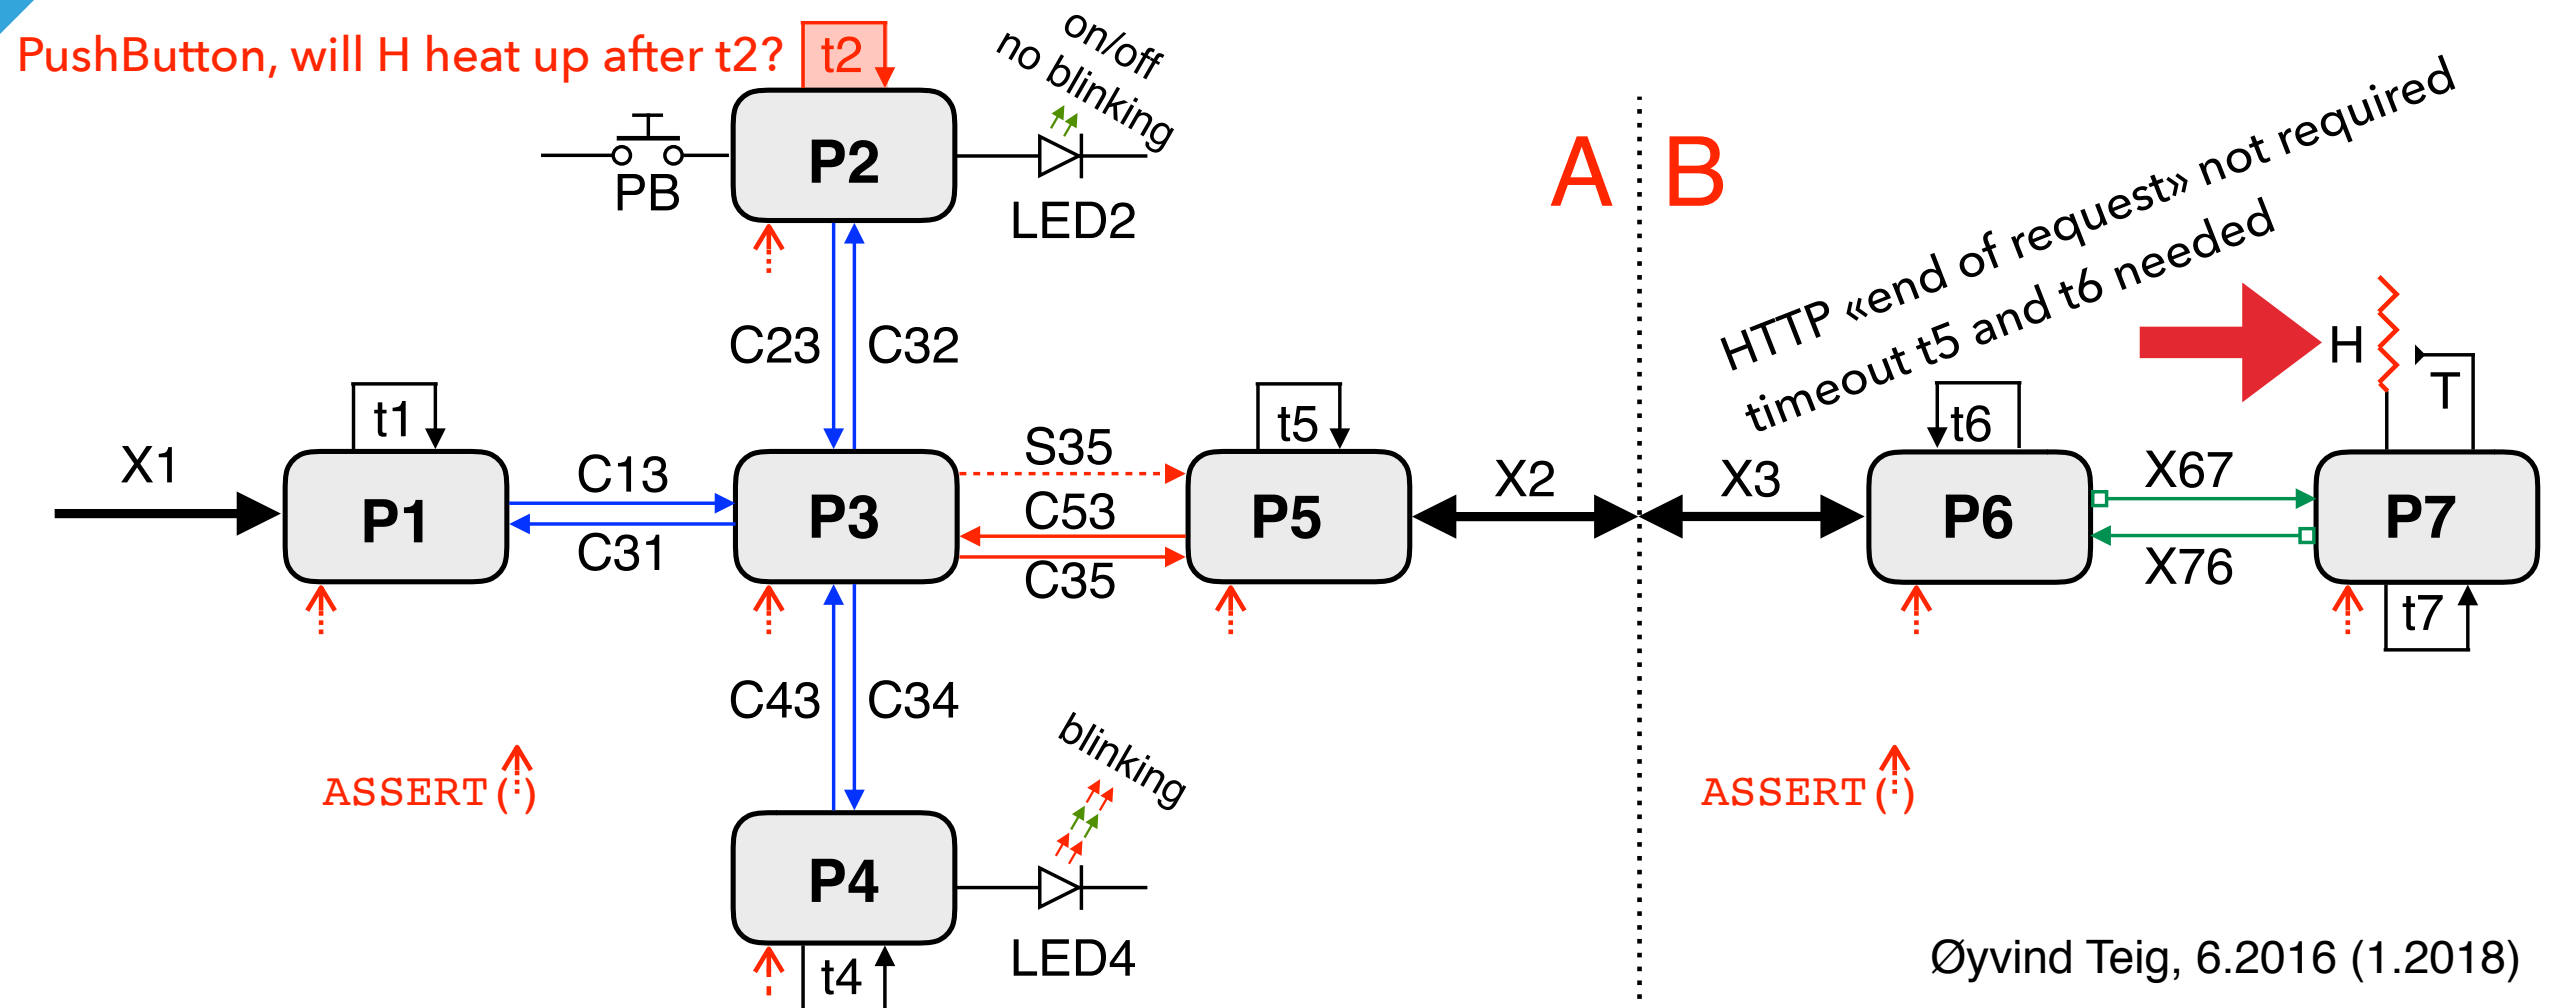 PushButton, will H heat up after t2?
t2
on/off
no blinking
P2
PB
LED2
A
B
HTTP «end of request» not required
timeout t5 and t6 needed
H
T
C23
C32
X1
t1
P1
C13
C31
P3
S35
C53
C35
t5
P5
X2
X3
t6
P6
X67
X76
P7
t7
C43
C34
ASSERT( )
ASSERT( )
blinking
P4
LED4
t4
Øyvind Teig, 6.2016 (1.2018)